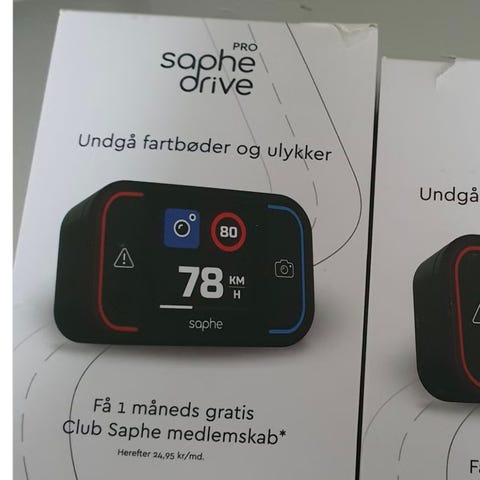 PRO
saphe
drive
Undgå fartbøder og ulykker
80
78 KM
H
saphe
Få 1 måneds gratis
Club Saphe medlemskab*
Herefter 24,95 kr/md.
Undgå